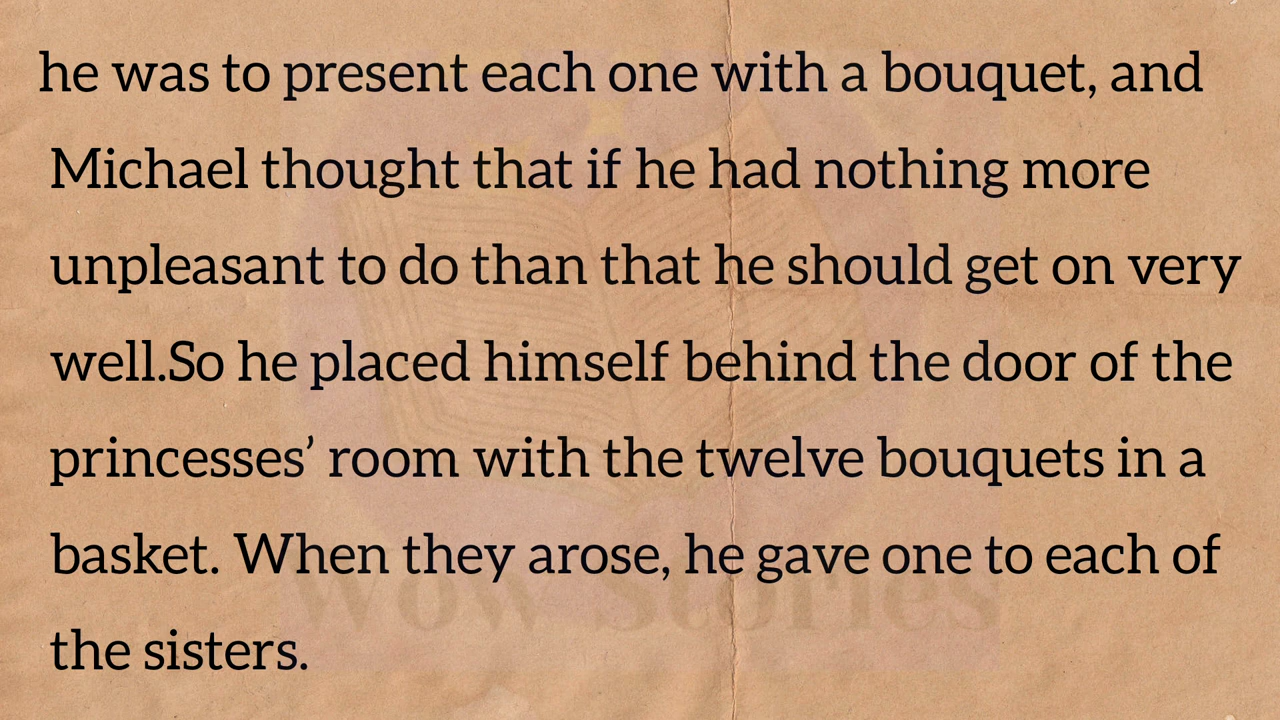 he was to present each one with a bouquet, and
Michael thought that if he had nothing more
unpleasant to do than that he should get on very
well.So he placed himself behind the door of the
princesses’ room with the twelve bouquets in a
basket. When they arose, he gave one to each of
the sisters.
Wow Stories